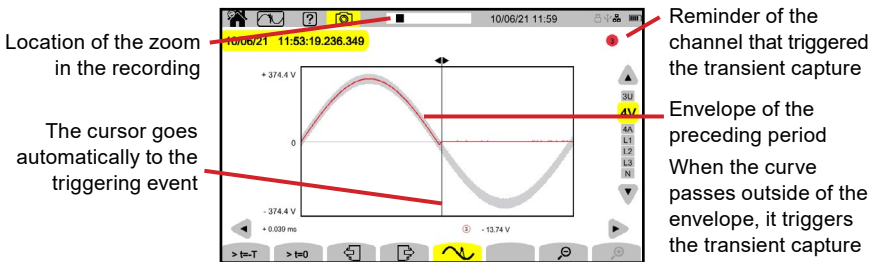 10/06/21 11:59
Location of the zoom
in the recording
10/06/21 11:53:19.236.349
3
Reminder of the
channel that triggered
the transient capture
+ 374.4 V
3U
4V
4A
L1
L2
L3
N
Envelope of the
preceding period
The cursor goes
automatically to the
triggering event
0
When the curve
passes outside of the
envelope, it triggers
the transient capture
- 374.4 V
+ 0.039 ms
3 - 13.74 V
> t=-T
> t=0